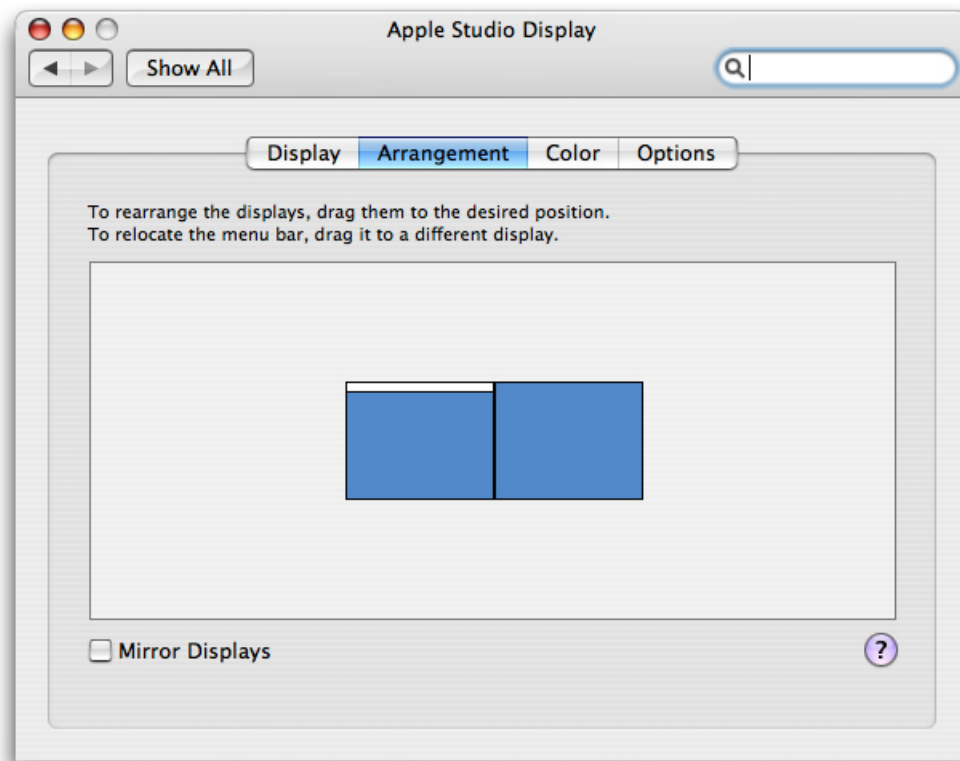 Apple Studio Display
Show All
Display Arrangement Color Options
To rearrange the displays, drag them to the desired position.
To relocate the menu bar, drag it to a different display.
Mirror Displays
?